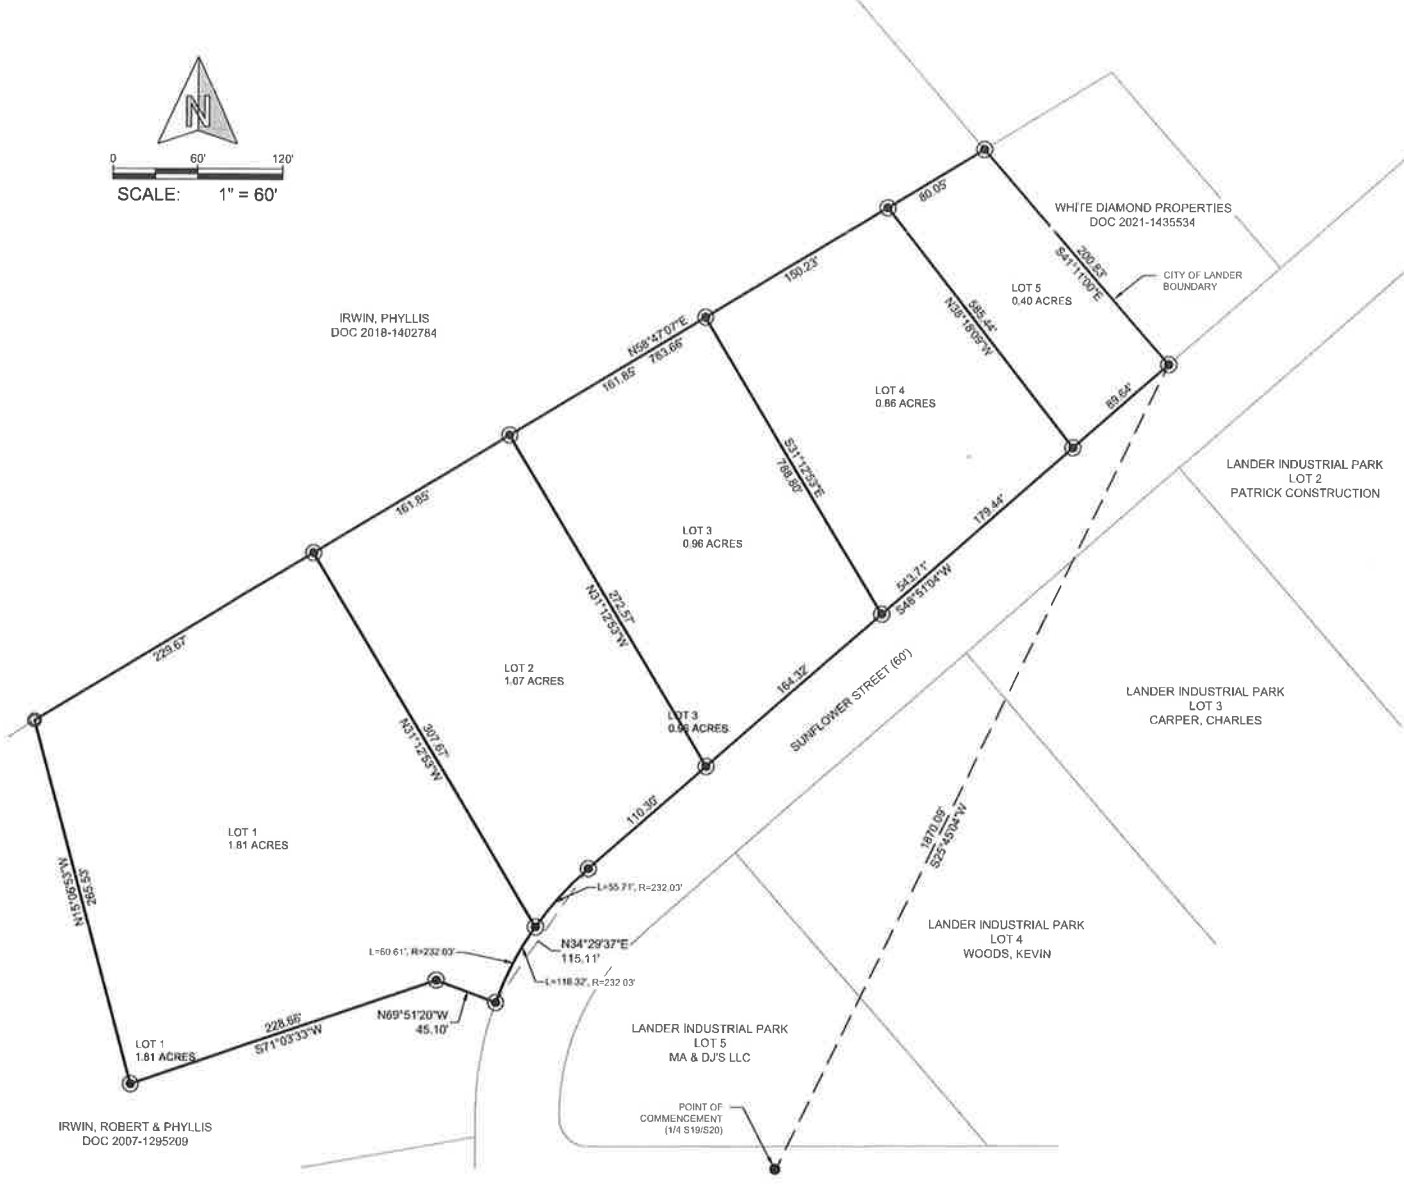 N
0 60' 120'
SCALE: 1" = 60'
IRWIN, PHYLLIS
DOC 2018-1402784
WHITE DIAMOND PROPERTIES
DOC 2021-1435534
CITY OF LANDER
BOUNDARY
80.05'
200.83'
S41°11'00"E
150.23'
LOT 5
0.40 ACRES
585.44'
N38°18'09"W
N58°47'07"E
783.66'
161.85'
LOT 4
0.86 ACRES
89.64'
S31°12'53"E
788.80'
161.85'
179.44'
LANDER INDUSTRIAL PARK
LOT 2
PATRICK CONSTRUCTION
LOT 3
0.96 ACRES
543.71'
S48°51'04"W
272.57'
N31°12'53"W
229.67'
LOT 2
1.07 ACRES
164.32'
SUNFLOWER STREET (60')
LANDER INDUSTRIAL PARK
LOT 3
CARPER, CHARLES
LOT 3
0.96 ACRES
307.67'
N31°12'53"W
110.30'
LOT 1
1.81 ACRES
1870.09'
S25°45'04"W
265.53'
N15°06'53"W
L=55.71', R=232.03'
LANDER INDUSTRIAL PARK
LOT 4
WOODS, KEVIN
L=60.61', R=232.03'
N34°29'37"E
115.11'
L=116.32', R=232.03'
N69°51'20"W
45.10'
228.66'
S71°03'33"W
LOT 1
1.81 ACRES
LANDER INDUSTRIAL PARK
LOT 5
MA & DJ'S LLC
IRWIN, ROBERT & PHYLLIS
DOC 2007-1295209
POINT OF
COMMENCEMENT
(1/4 S19/S20)